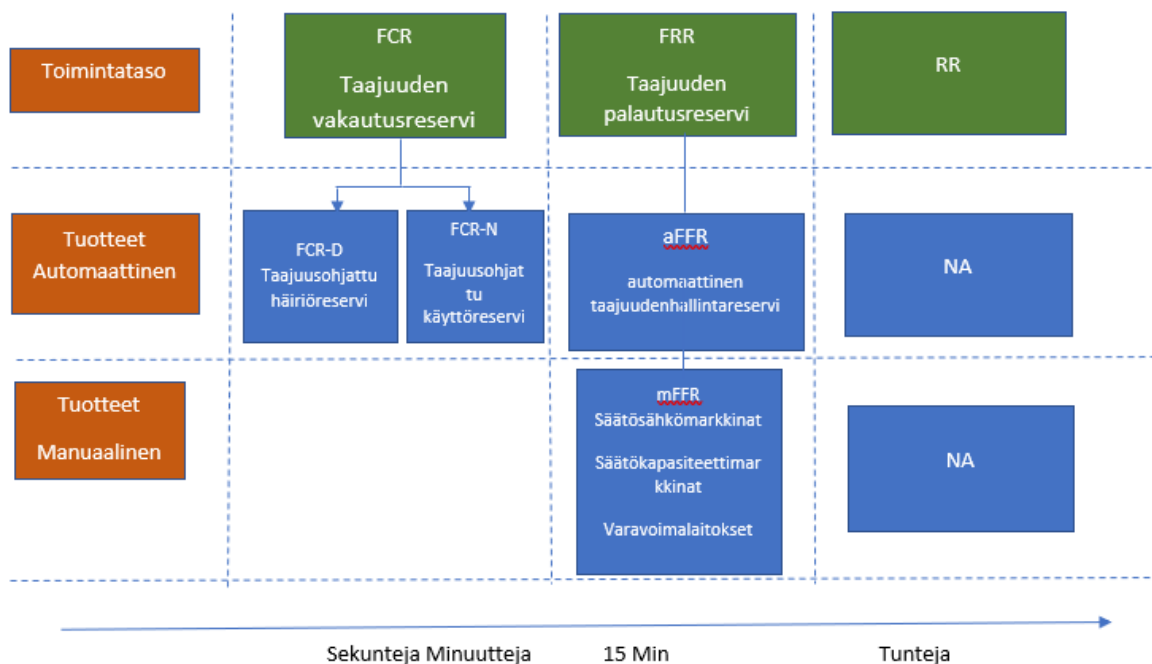 Toimintataso
FCR
Taajuuden
vakautusreservi
FRR
Taajuuden
palautusreservi
RR
Tuotteet
Automaattinen
FCR-D
Taajuusohjattu
häiriöreservi
FCR-N
Taajuusohjat
tu
käyttöreservi
aFFR
automaattinen
taajuudenhallintareservi
NA
Tuotteet
Manuaalinen
mFFR
Säätösähkömarkkinat
Säätökapasiteettimar
kkinat
Varavoimalaitokset
NA
Sekunteja Minuutteja 15 Min Tunteja